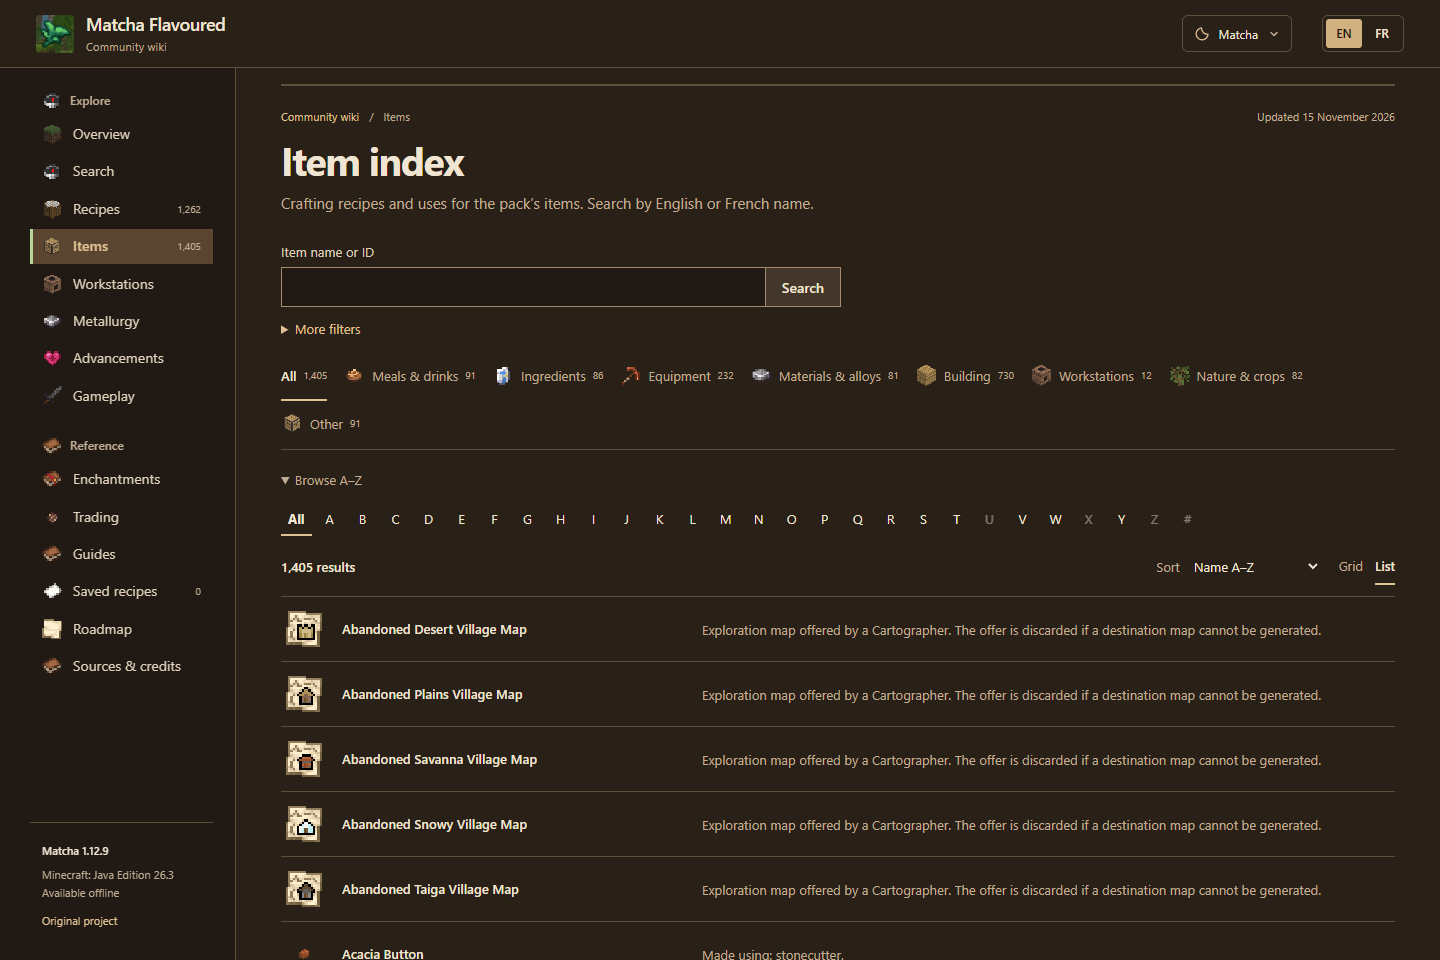 Matcha Flavoured
Community wiki
Matcha
EN
FR
Explore
Overview
Search
Recipes 1,262
Items 1,405
Workstations
Metallurgy
Advancements
Gameplay
Reference
Enchantments
Trading
Guides
Saved recipes 0
Roadmap
Sources & credits
Matcha 1.12.9
Minecraft: Java Edition 26.3
Available offline
Original project
Community wiki / Items
Updated 15 November 2026
Item index
Crafting recipes and uses for the pack’s items. Search by English or French name.
Item name or ID
Search
More filters
All 1,405 Meals & drinks 91 Ingredients 86 Equipment 232 Materials & alloys 81 Building 730 Workstations 12 Nature & crops 82
Other 91
Browse A–Z
All A B C D E F G H I J K L M N O P Q R S T U V W X Y Z #
1,405 results
Sort Name A–Z Grid List
Abandoned Desert Village Map Exploration map offered by a Cartographer. The offer is discarded if a destination map cannot be generated.
Abandoned Plains Village Map Exploration map offered by a Cartographer. The offer is discarded if a destination map cannot be generated.
Abandoned Savanna Village Map Exploration map offered by a Cartographer. The offer is discarded if a destination map cannot be generated.
Abandoned Snowy Village Map Exploration map offered by a Cartographer. The offer is discarded if a destination map cannot be generated.
Abandoned Taiga Village Map Exploration map offered by a Cartographer. The offer is discarded if a destination map cannot be generated.
Acacia Button Made using: stonecutter.